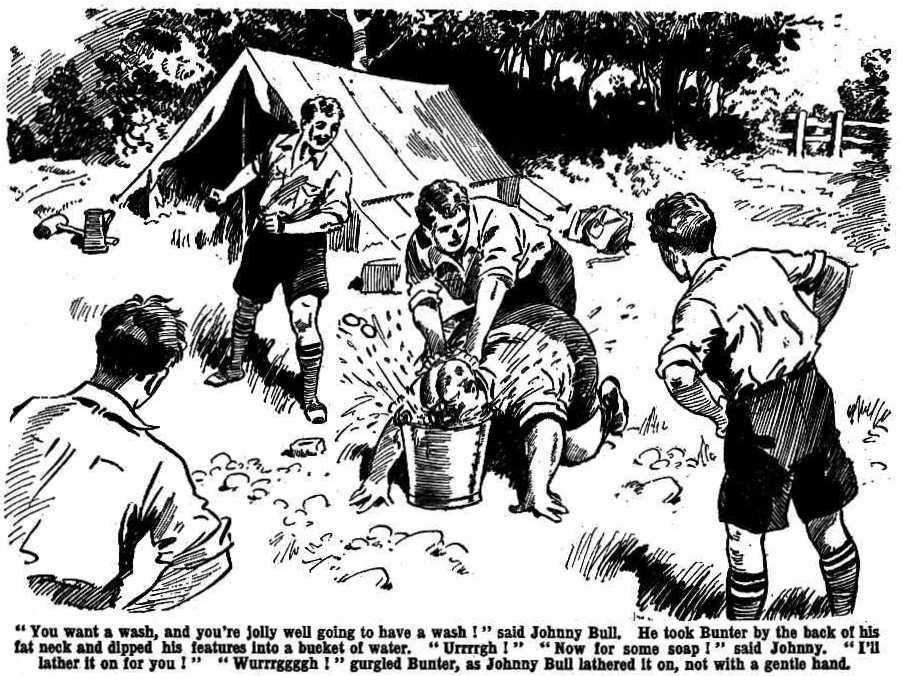 " You want a wash, and you're jolly well going to have a wash ! " said Johnny Bull.   He took Bunter by the back of his
fat neck and dipped his features into a bucket of water.   " Urrrrgh ! "   " Now for some soap ! " said Johnny.   " I'll
lather it on for you ! "   " Wurrrggggh ! " gurgled Bunter, as Johnny Bull lathered it on, not with a gentle hand.